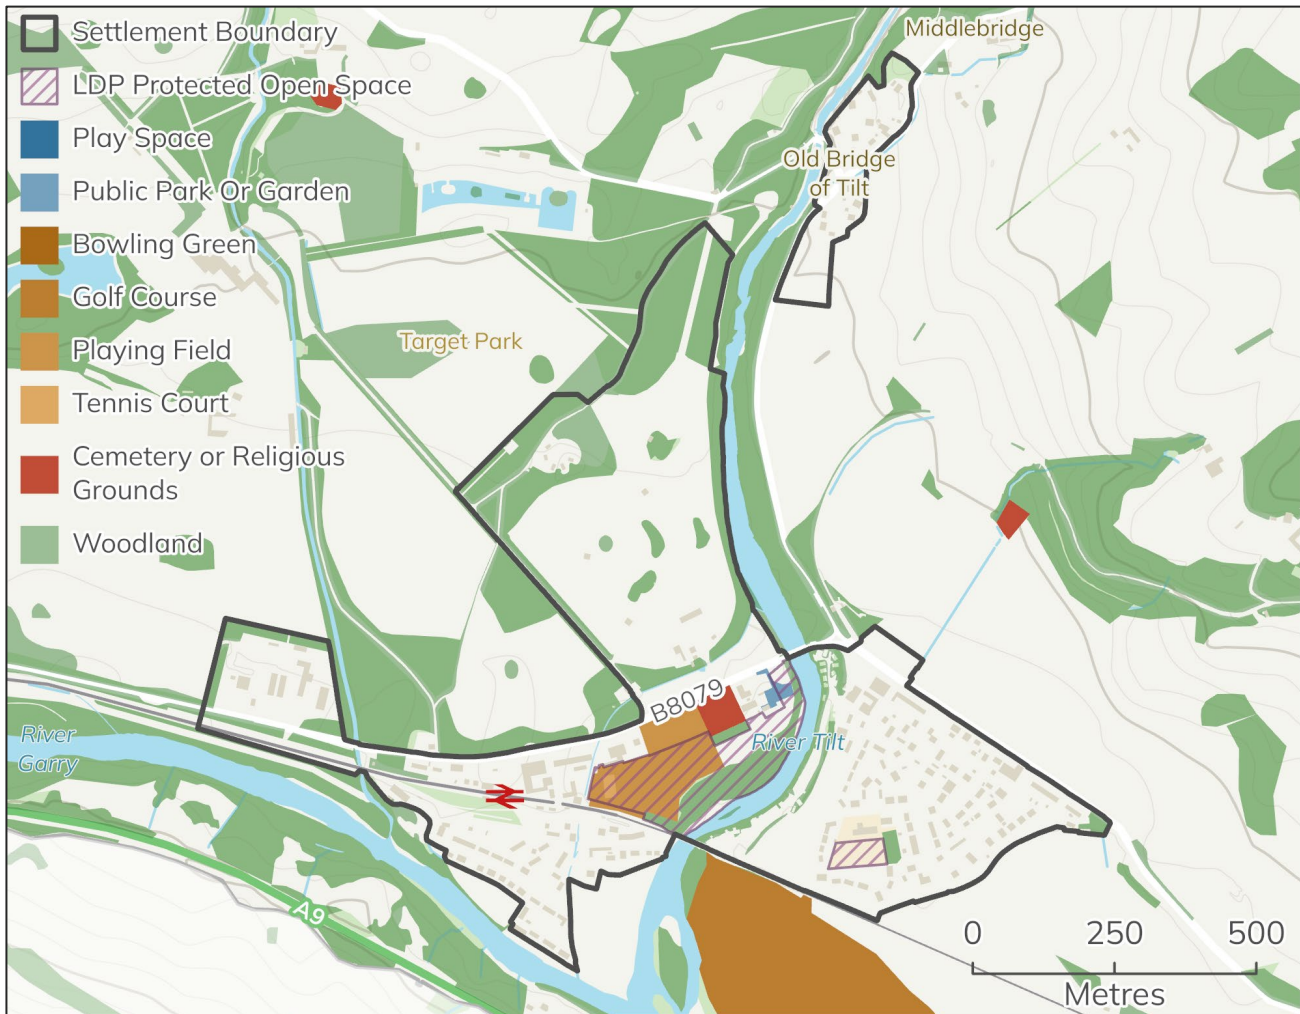 Settlement Boundary
LDP Protected Open Space
Play Space
Public Park Or Garden
Bowling Green
Golf Course
Playing Field
Tennis Court
Cemetery or Religious
Grounds
Woodland
Middlebridge
Old Bridge
of Tilt
Target Park
B8079
River Tilt
River
Garry
A9
0 250 500
Metres